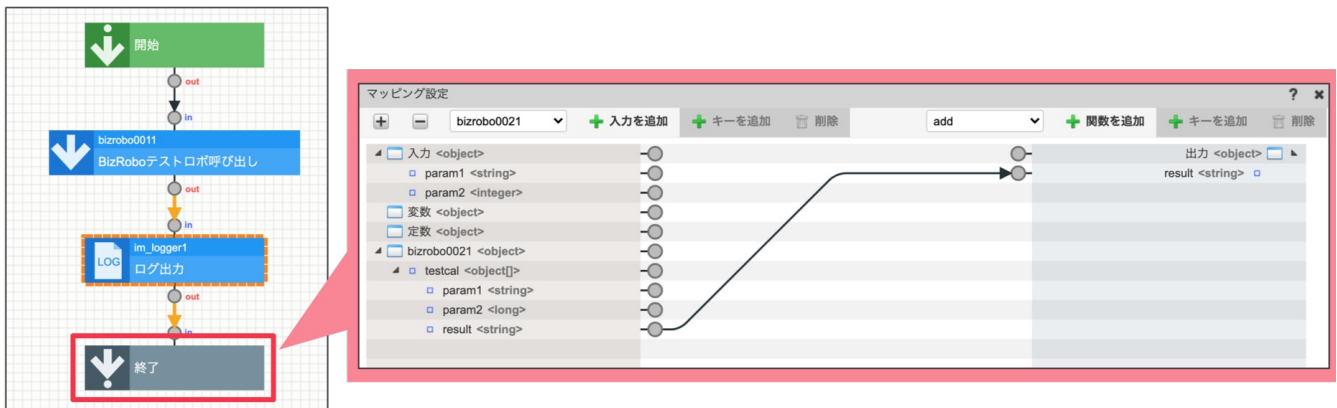 開始
out
in
bizrobo0011
BizRoboテストロボ呼び出し
out
in
im_logger1
LOG
ログ出力
out
in
終了
マッピング設定
? ×
bizrobo0021 入力を追加 キーを追加 削除 add 関数を追加 キーを追加 削除
入力 <object> 出力 <object>
param1 <string> result <string>
param2 <integer>
変数 <object>
定数 <object>
bizrobo0021 <object>
testcal <object[]>
param1 <string>
param2 <long>
result <string>